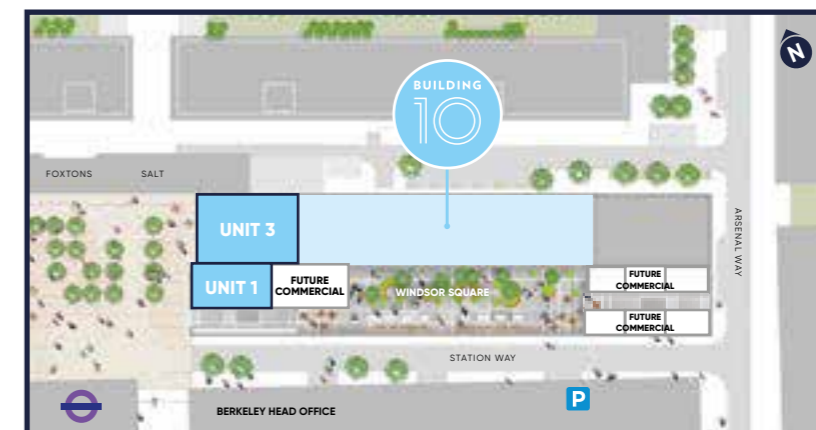 N
BUILDING
10
FOXTONS
SALT
UNIT 3
ARSENAL WAY
UNIT 1
FUTURE
COMMERCIAL
WINDSOR SQUARE
FUTURE
COMMERCIAL
FUTURE
COMMERCIAL
STATION WAY
P
BERKELEY HEAD OFFICE